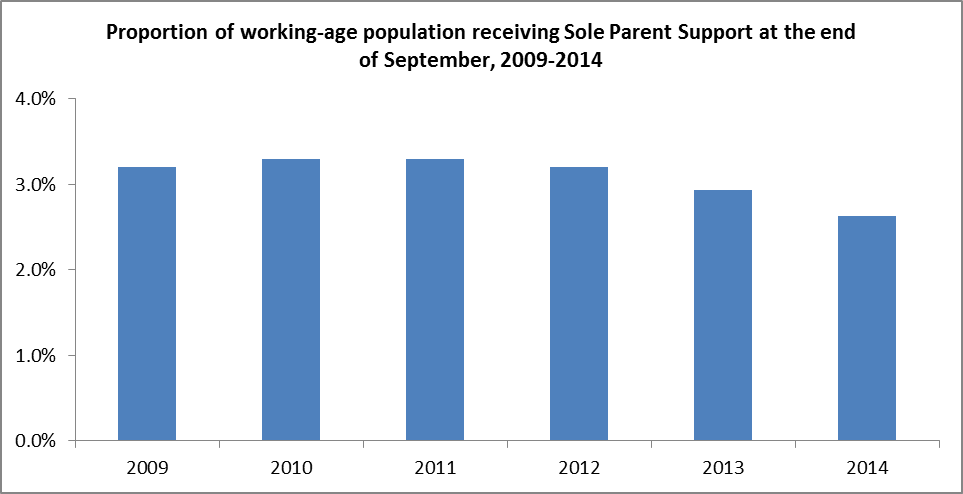 Proportion of working-age population receiving Sole Parent Support at the end
of September, 2009-2014
4.0%
3.0%
2.0%
1.0%
0.0%
2009 2010 2011 2012 2013 2014